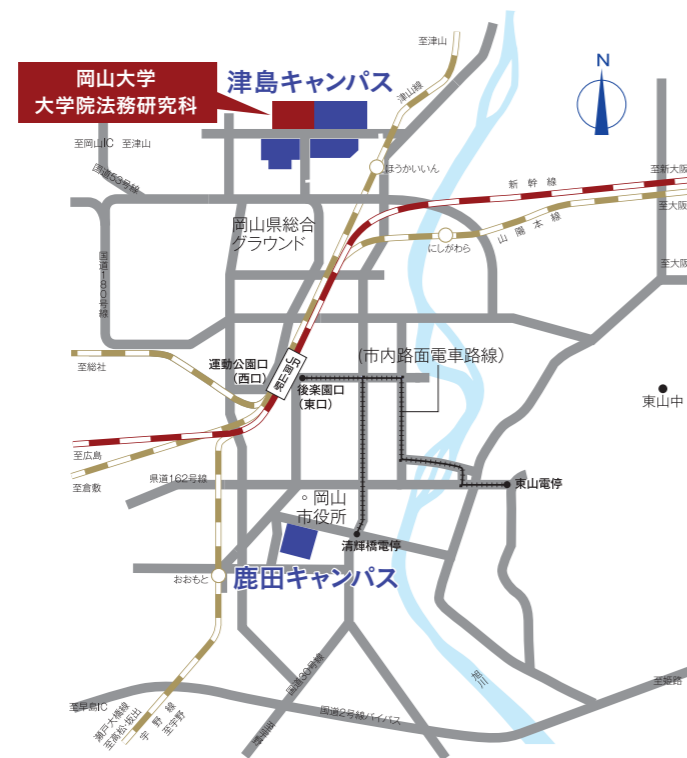 至津山
N
岡山大学
大学院法務研究科
津島キャンパス
津山線
至岡山IC 至津山
国道53号線
ほうかいいん
新幹線
至新大阪
至大阪
岡山県総合
グラウンド
にしがわら
山陽本線
国道180号線
至大阪
(市内路面電車路線)
運動公園口
(西口)
JR岡山駅
至総社
後楽園口
(東口)
東山中
至広島
至倉敷
県道162号線
岡山
市役所
東山電停
清輝橋電停
おおもと
鹿田キャンパス
旭川
国道30号線
至姫路
至早島IC
国道2号線バイパス
瀬戸大橋線
至高松・坂出
宇野線
至宇野